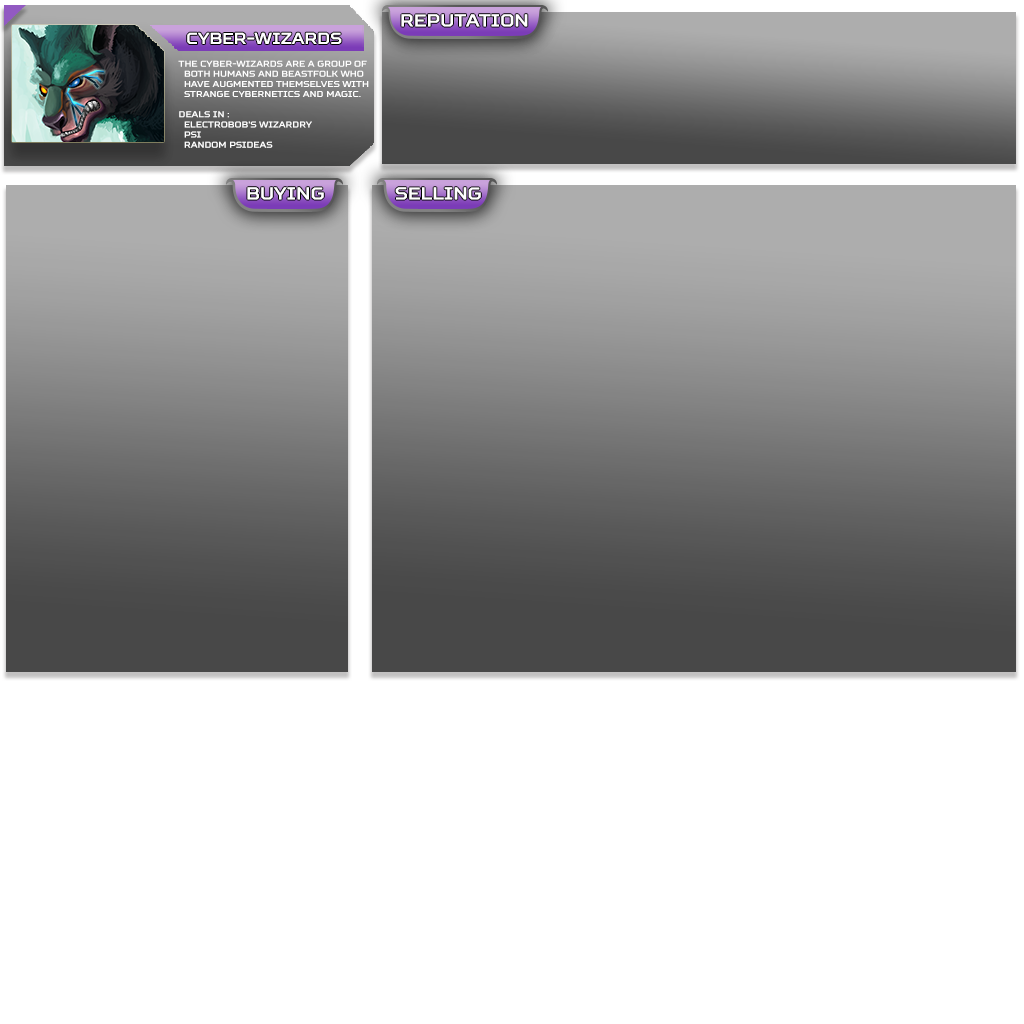 CYBER-WIZARDS
THE CYBER-WIZARDS ARE A GROUP OF
BOTH HUMANS AND BEASTFOLK WHO
HAVE AUGMENTED THEMSELVES WITH
STRANGE CYBERNETICS AND MAGIC.
DEALS IN :
ELECTROBOB'S WIZARDRY
PSI
RANDOM PSIDEAS
REPUTATION
BUYING
SELLING